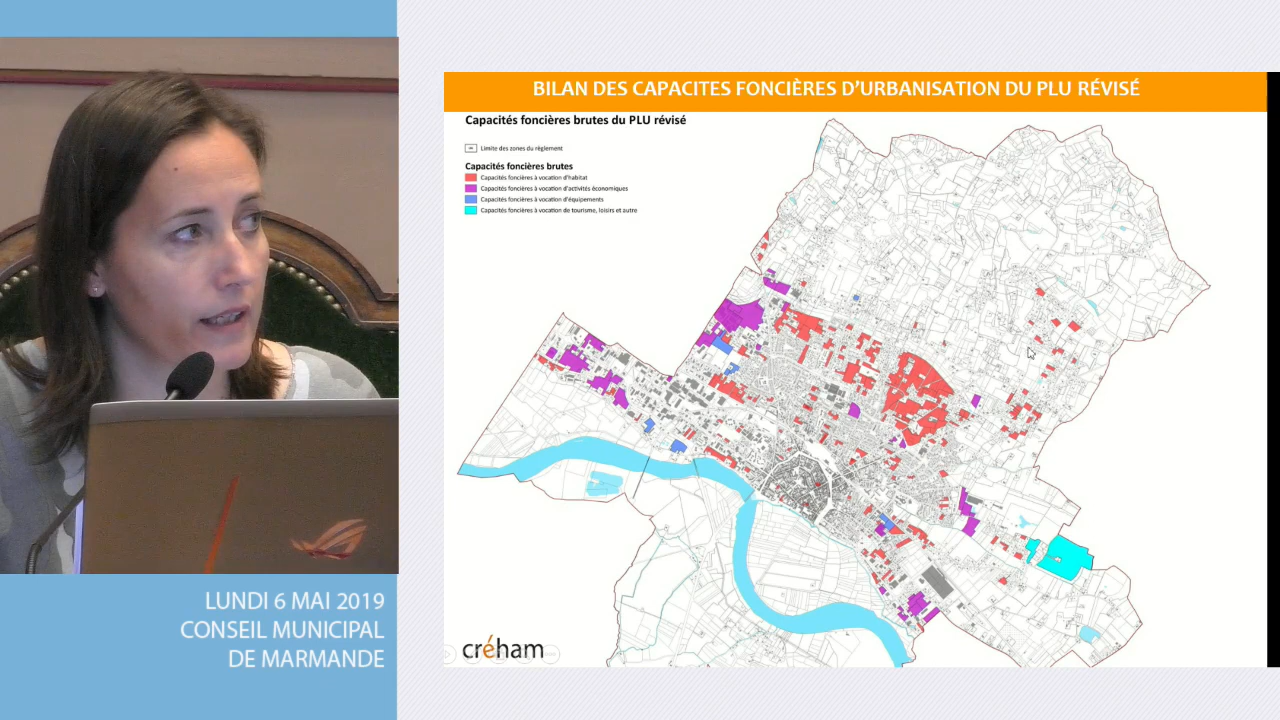 BILAN DES CAPACITES FONCIÈRES D'URBANISATION DU PLU RÉVISÉ
Capacités foncières brutes du PLU révisé
Limite des zones du règlement
Capacités foncières brutes
Capacités foncières à vocation d'habitat
Capacités foncières à vocation d'activités économiques
Capacités foncières à vocation d'équipements
Capacités foncières à vocation de tourisme, loisirs et autre
créham
LUNDI 6 MAI 2019
CONSEIL MUNICIPAL
DE MARMANDE